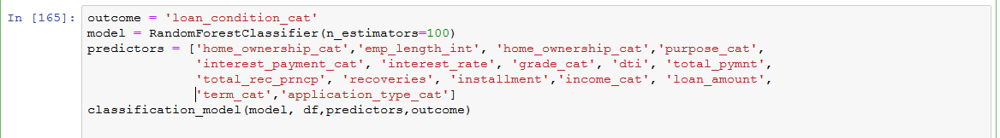 In [165]: outcome = 'loan_condition_cat'
model = RandomForestClassifier(n_estimators=100)
predictors = ['home_ownership_cat','emp_length_int', 'home_ownership_cat','purpose_cat',
'interest_payment_cat', 'interest_rate', 'grade_cat', 'dti', 'total_pymnt',
'total_rec_prncp', 'recoveries', 'installment','income_cat', 'loan_amount',
'term_cat','application_type_cat']
classification_model(model, df,predictors,outcome)